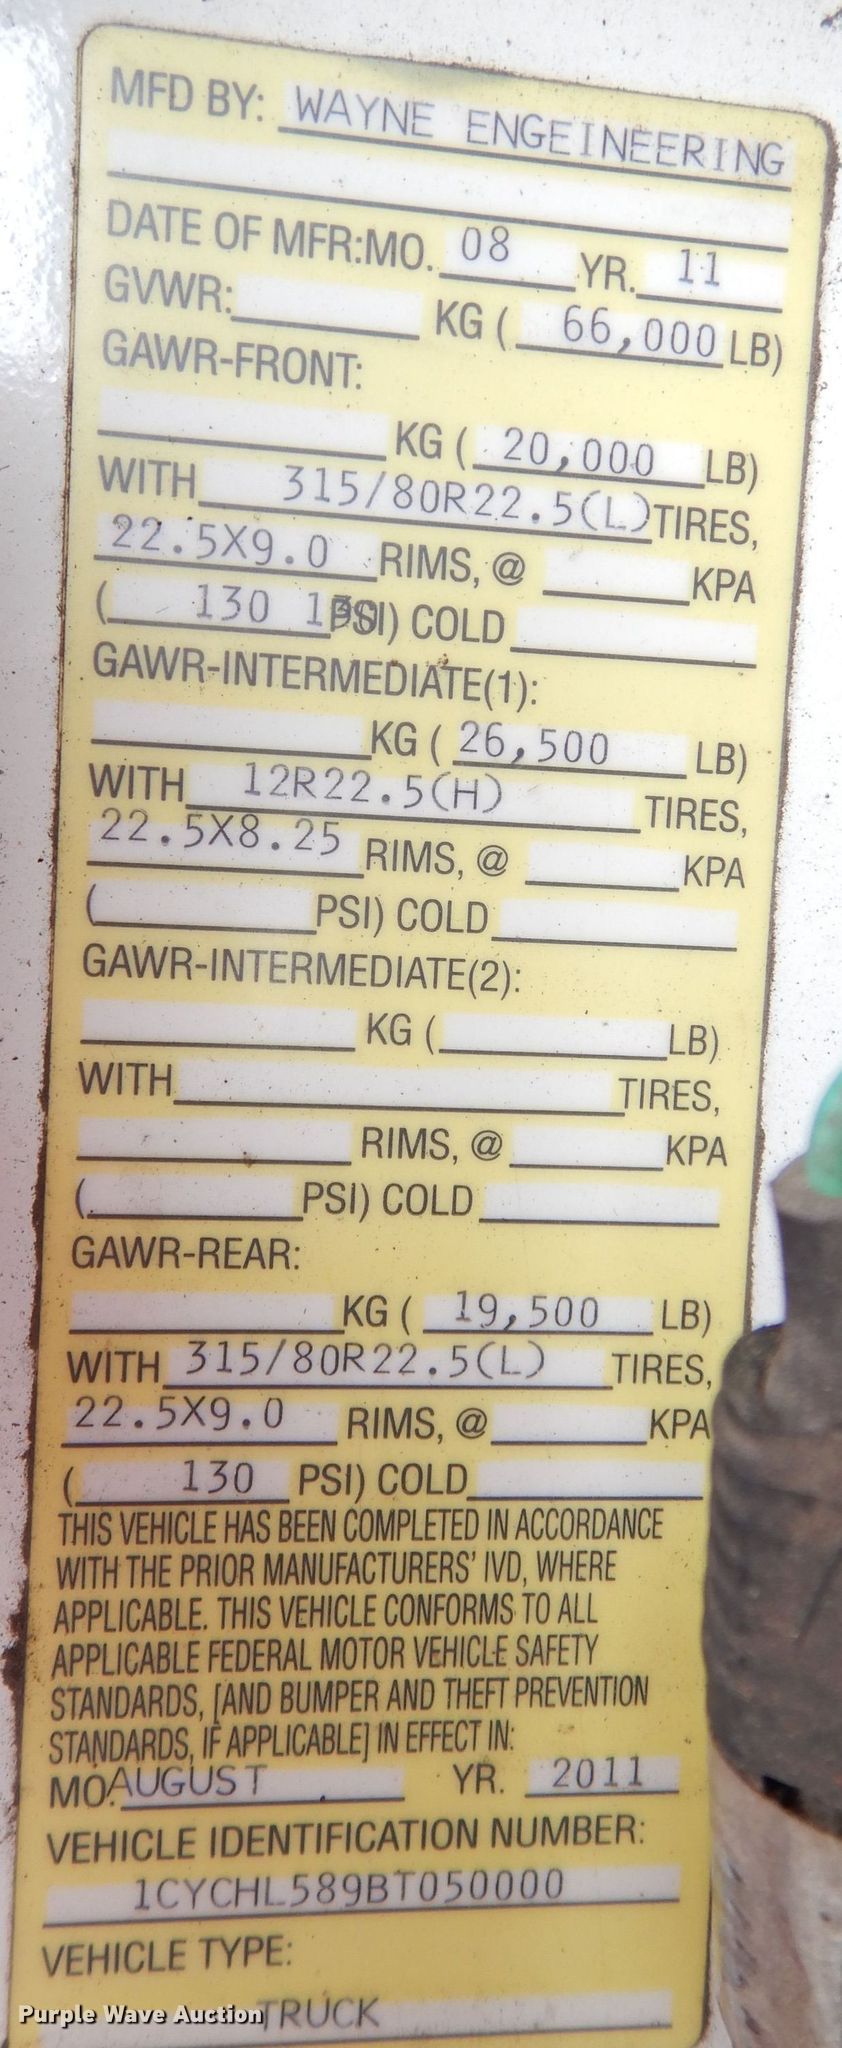 MFD BY: WAYNE ENGEINEERING
DATE OF MFR:MO. 08 YR. 11
GVWR: KG ( 66,000 LB)
GAWR-FRONT:
KG ( 20,000 LB)
WITH 315/80R22.5(L) TIRES,
22.5X9.0 RIMS, @ KPA
( 130 130 PSI) COLD
GAWR-INTERMEDIATE(1):
KG ( 26,500 LB)
WITH 12R22.5(H) TIRES,
22.5X8.25 RIMS, @ KPA
( PSI) COLD
GAWR-INTERMEDIATE(2):
KG ( LB)
WITH TIRES,
RIMS, @ KPA
( PSI) COLD
GAWR-REAR:
KG ( 19,500 LB)
WITH 315/80R22.5(L) TIRES,
22.5X9.0 RIMS, @ KPA
( 130 PSI) COLD
THIS VEHICLE HAS BEEN COMPLETED IN ACCORDANCE
WITH THE PRIOR MANUFACTURERS' IVD, WHERE
APPLICABLE. THIS VEHICLE CONFORMS TO ALL
APPLICABLE FEDERAL MOTOR VEHICLE SAFETY
STANDARDS, [AND BUMPER AND THEFT PREVENTION
STANDARDS, IF APPLICABLE] IN EFFECT IN:
MO. AUGUST YR. 2011
VEHICLE IDENTIFICATION NUMBER:
1CYCHL589BT050000
VEHICLE TYPE:
TRUCK
Purple Wave Auction